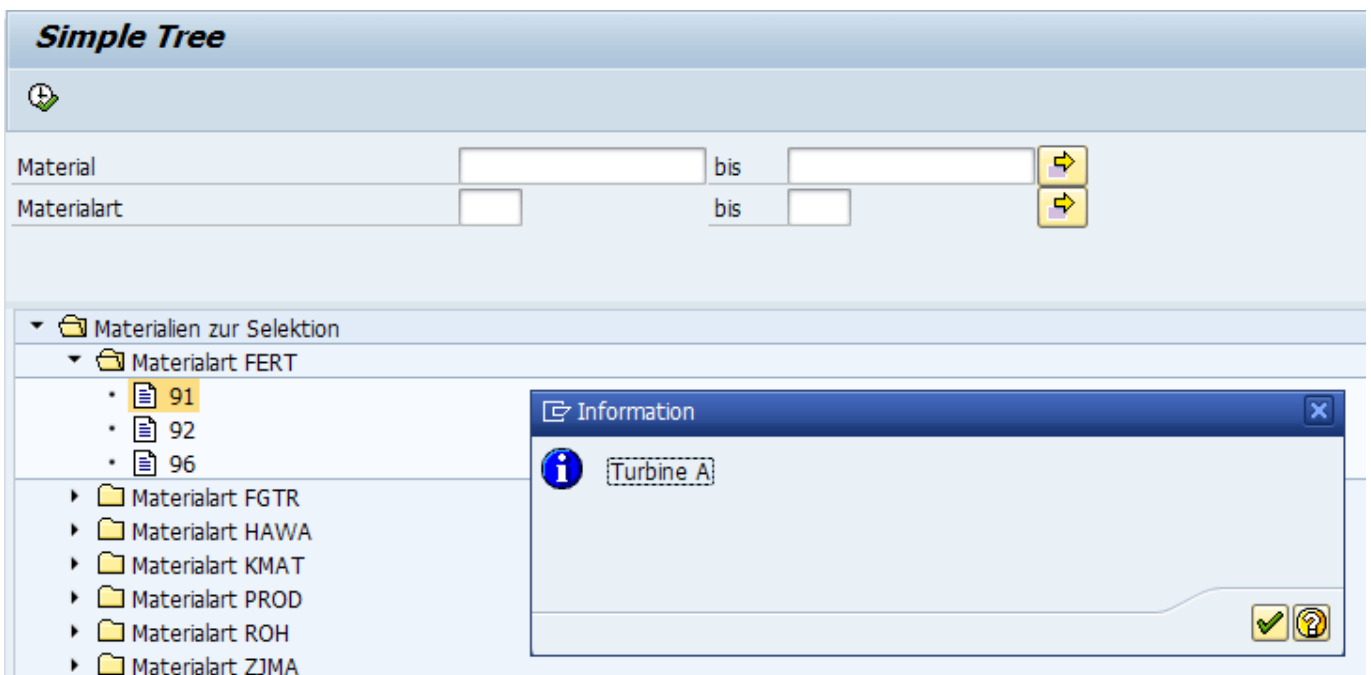 Simple Tree
Material bis
Materialart bis
Materialien zur Selektion
Materialart FERT
91
92
96
Materialart FGTR
Materialart HAWA
Materialart KMAT
Materialart PROD
Materialart ROH
Materialart ZJMA
Information
Turbine A